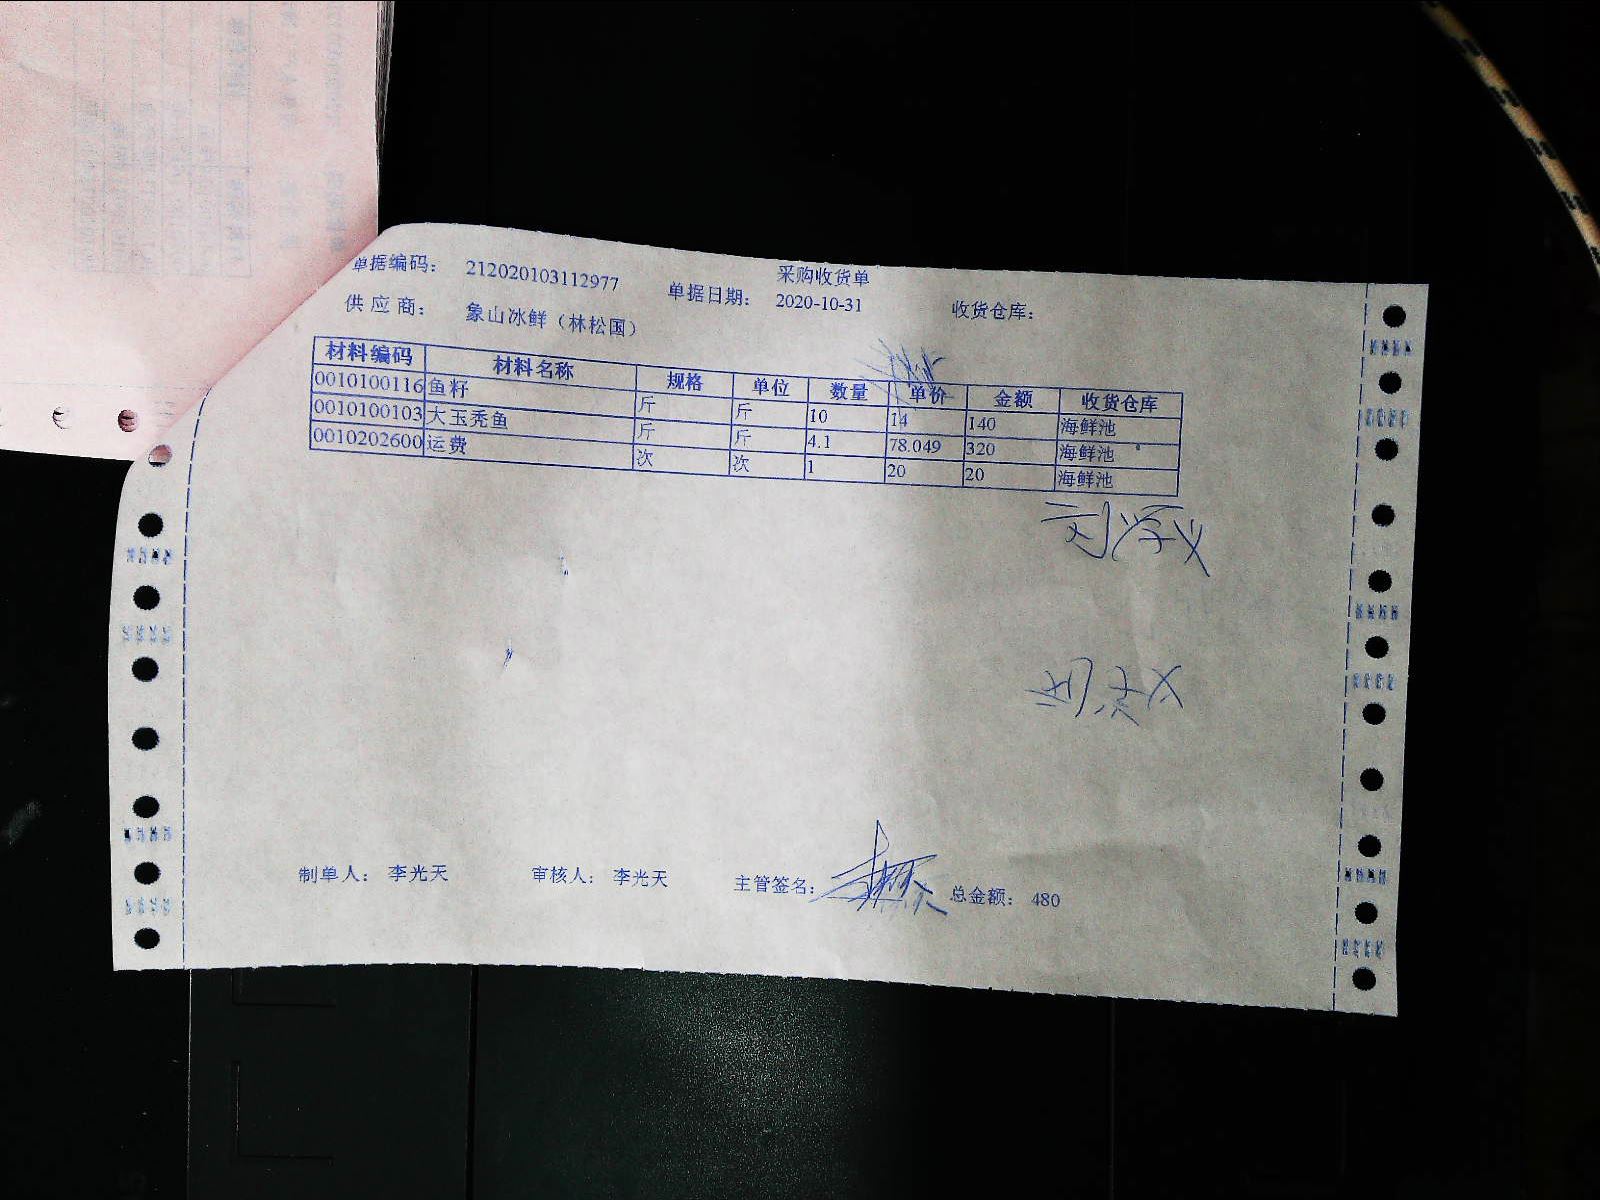 采购收货单
单据编码: 212020103112977 单据日期: 2020-10-31 收货仓库:
供应商: 象山冰鲜（林松国）
材料编码 材料名称 规格 单位 数量 单价 金额 收货仓库
0010100116 鱼籽 斤 斤 10 14 140 海鲜池
0010100103 大玉秃鱼 斤 斤 4.1 78.049 320 海鲜池
0010202600 运费 次 次 1 20 20 海鲜池
制单人: 李光天 审核人: 李光天 主管签名: 总金额: 480